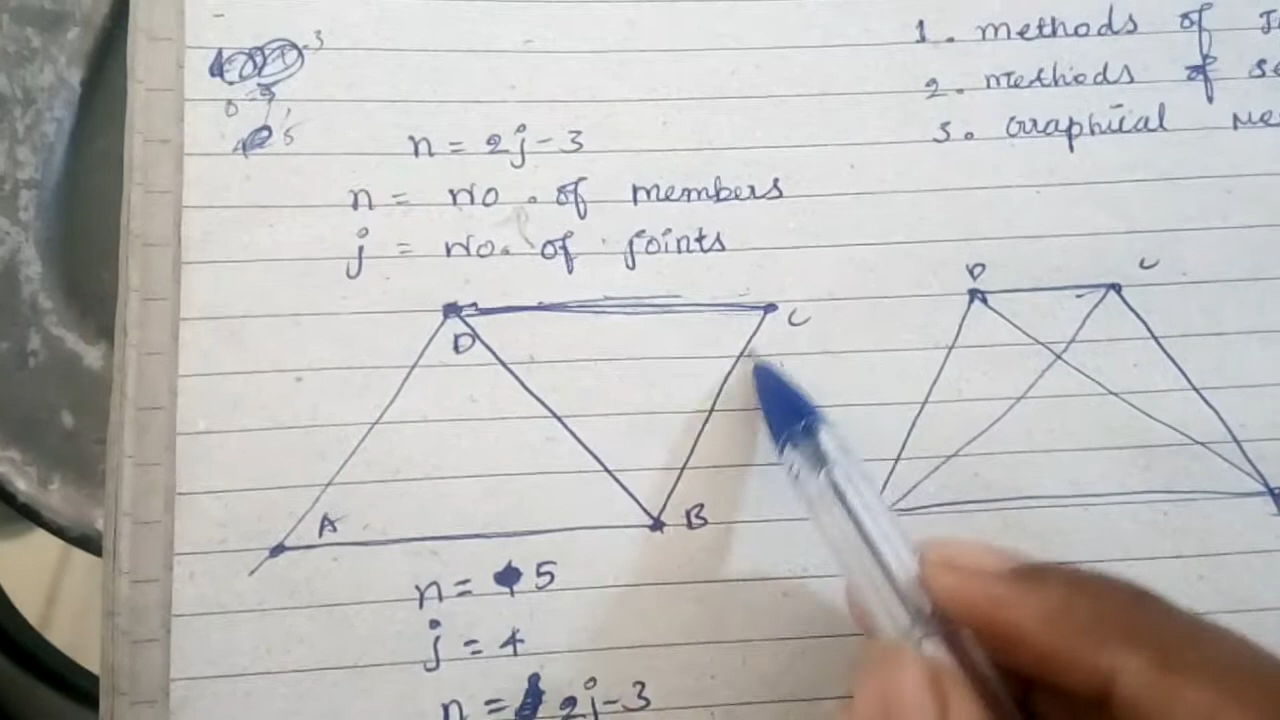 -3
1. methods of
2. methods of
3. Graphical
n = 2j-3
n = No. of members
j = No. of joints
D C
D C
A B
n = 5
j = 4
n = 2j-3